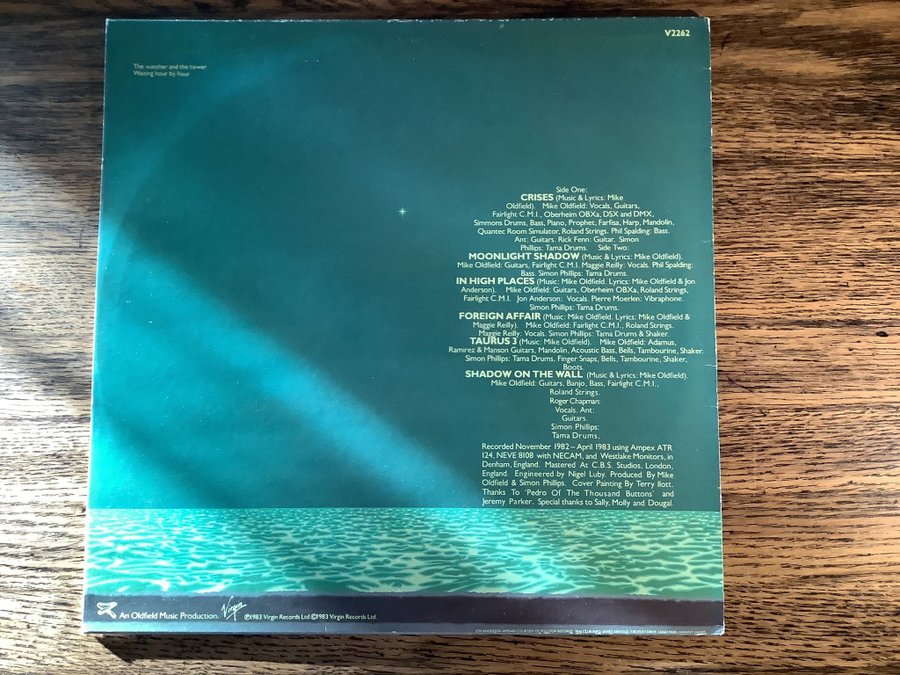 V2262
The watcher and the tower
Waiting hour by hour
Side One:
CRISES (Music & Lyrics: Mike
Oldfield). Mike Oldfield: Vocals, Guitars,
Fairlight C.M.I., Oberheim OBXa, DSX and DMX,
Simmons Drums, Bass, Piano, Prophet, Farfisa, Harp, Mandolin,
Quantec Room Simulator, Roland Strings. Phil Spalding: Bass.
Ant: Guitars. Rick Fenn: Guitar. Simon
Phillips: Tama Drums. Side Two:
MOONLIGHT SHADOW (Music & Lyrics: Mike Oldfield).
Mike Oldfield: Guitars, Fairlight C.M.I. Maggie Reilly: Vocals. Phil Spalding:
Bass. Simon Phillips: Tama Drums.
IN HIGH PLACES (Music: Mike Oldfield. Lyrics: Mike Oldfield & Jon
Anderson). Mike Oldfield: Guitars, Oberheim OBXa, Roland Strings,
Fairlight C.M.I. Jon Anderson: Vocals. Pierre Moerlen: Vibraphone.
Simon Phillips: Tama Drums.
FOREIGN AFFAIR (Music: Mike Oldfield. Lyrics: Mike Oldfield &
Maggie Reilly). Mike Oldfield: Fairlight C.M.I., Roland Strings.
Maggie Reilly: Vocals. Simon Phillips: Tama Drums & Shaker.
TAURUS 3 (Music: Mike Oldfield). Mike Oldfield: Adamus,
Ramirez & Manson Guitars, Mandolin, Acoustic Bass, Bells, Tambourine, Shaker.
Simon Phillips: Tama Drums, Finger Snaps, Bells, Tambourine, Shaker,
Boots.
SHADOW ON THE WALL (Music & Lyrics: Mike Oldfield).
Mike Oldfield: Guitars, Banjo, Bass, Fairlight C.M.I.,
Roland Strings.
Roger Chapman:
Vocals. Ant:
Guitars.
Simon Phillips:
Tama Drums.
Recorded November 1982 – April 1983 using Ampex ATR
124, NEVE 8108 with NECAM, and Westlake Monitors, in
Denham, England. Mastered At C.B.S. Studios, London,
England. Engineered by Nigel Luby. Produced By Mike
Oldfield & Simon Phillips. Cover Painting By Terry Ilott.
Thanks To 'Pedro Of The Thousand Buttons' and
Jeremy Parker. Special thanks to Sally, Molly and Dougal.
An Oldfield Music Production. Virgin ℗1983 Virgin Records Ltd. ©1983 Virgin Records Ltd.